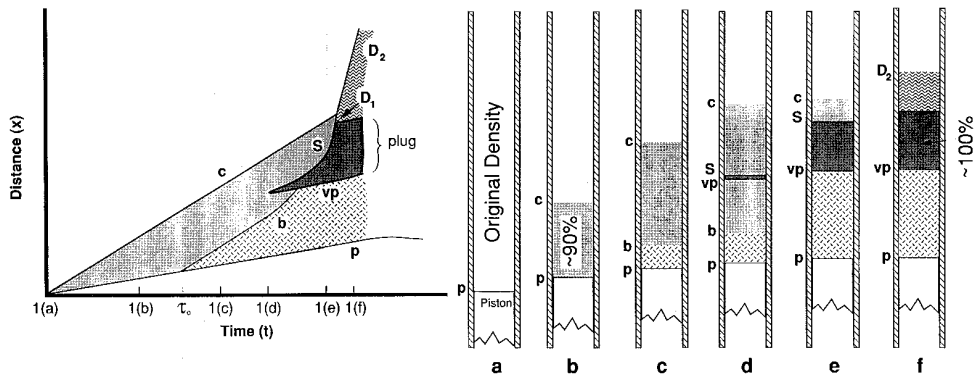 Distance (x)
D₂
D₁
plug
S
c
vp
b
p
1(a) 1(b) τc 1(c) 1(d) 1(e) 1(f)
Time (t)
Original Density
p
Piston
a
c
~90%
p
b
c
b
p
c
c
S
vp
b
p
d
c
S
vp
p
e
D₂
vp
p
f
~100%